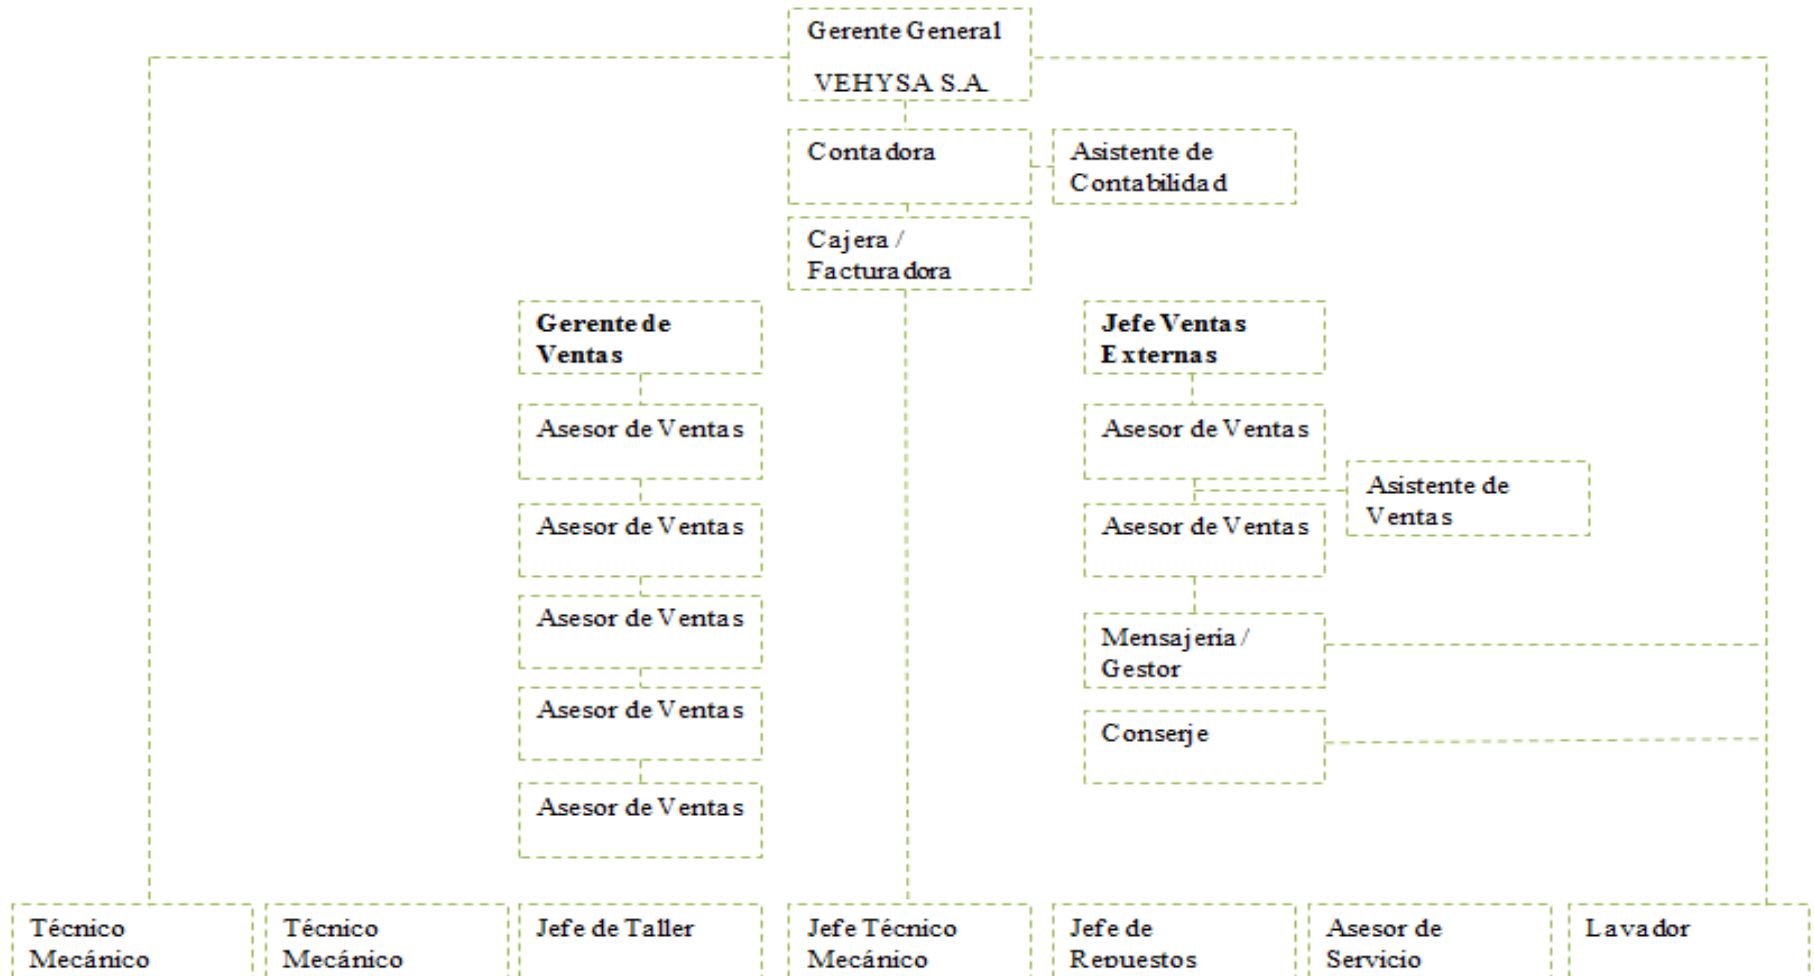 Gerente General
VEHYSA S.A.
Contadora
Asistente de
Contabilidad
Cajera /
Facturadora
Gerente de
Ventas
Jefe Ventas
Externas
Asesor de Ventas
Asesor de Ventas
Asistente de
Ventas
Asesor de Ventas
Asesor de Ventas
Asesor de Ventas
Mensajería /
Gestor
Asesor de Ventas
Conserje
Asesor de Ventas
Técnico
Mecánico
Técnico
Mecánico
Jefe de Taller
Jefe Técnico
Mecánico
Jefe de
Repuestos
Asesor de
Servicio
Lavador